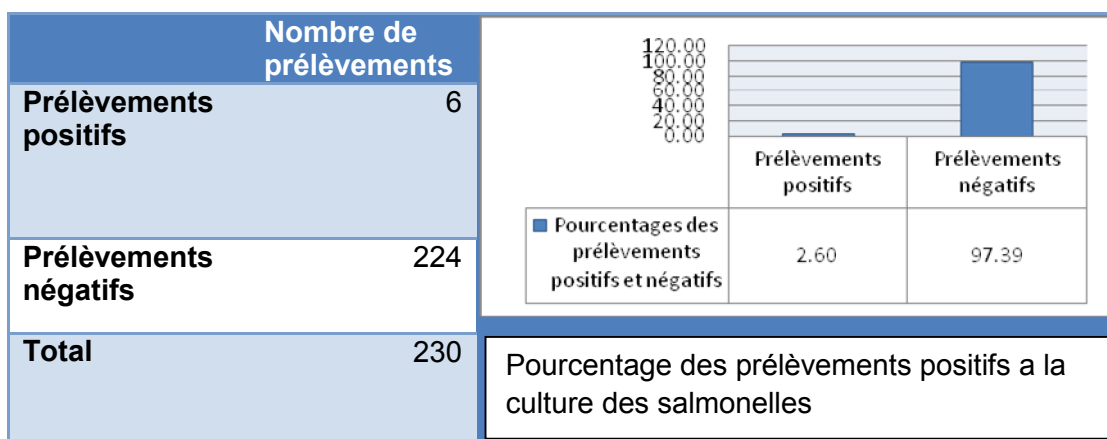 Nombre de
prélèvements
Prélèvements 6
positifs
Prélèvements 224
négatifs
Total 230
120.00
100.00
80.00
60.00
40.00
20.00
0.00
Prélèvements Prélèvements
positifs négatifs
Pourcentages des
prélèvements 2.60 97.39
positifs et négatifs
Pourcentage des prélèvements positifs a la
culture des salmonelles